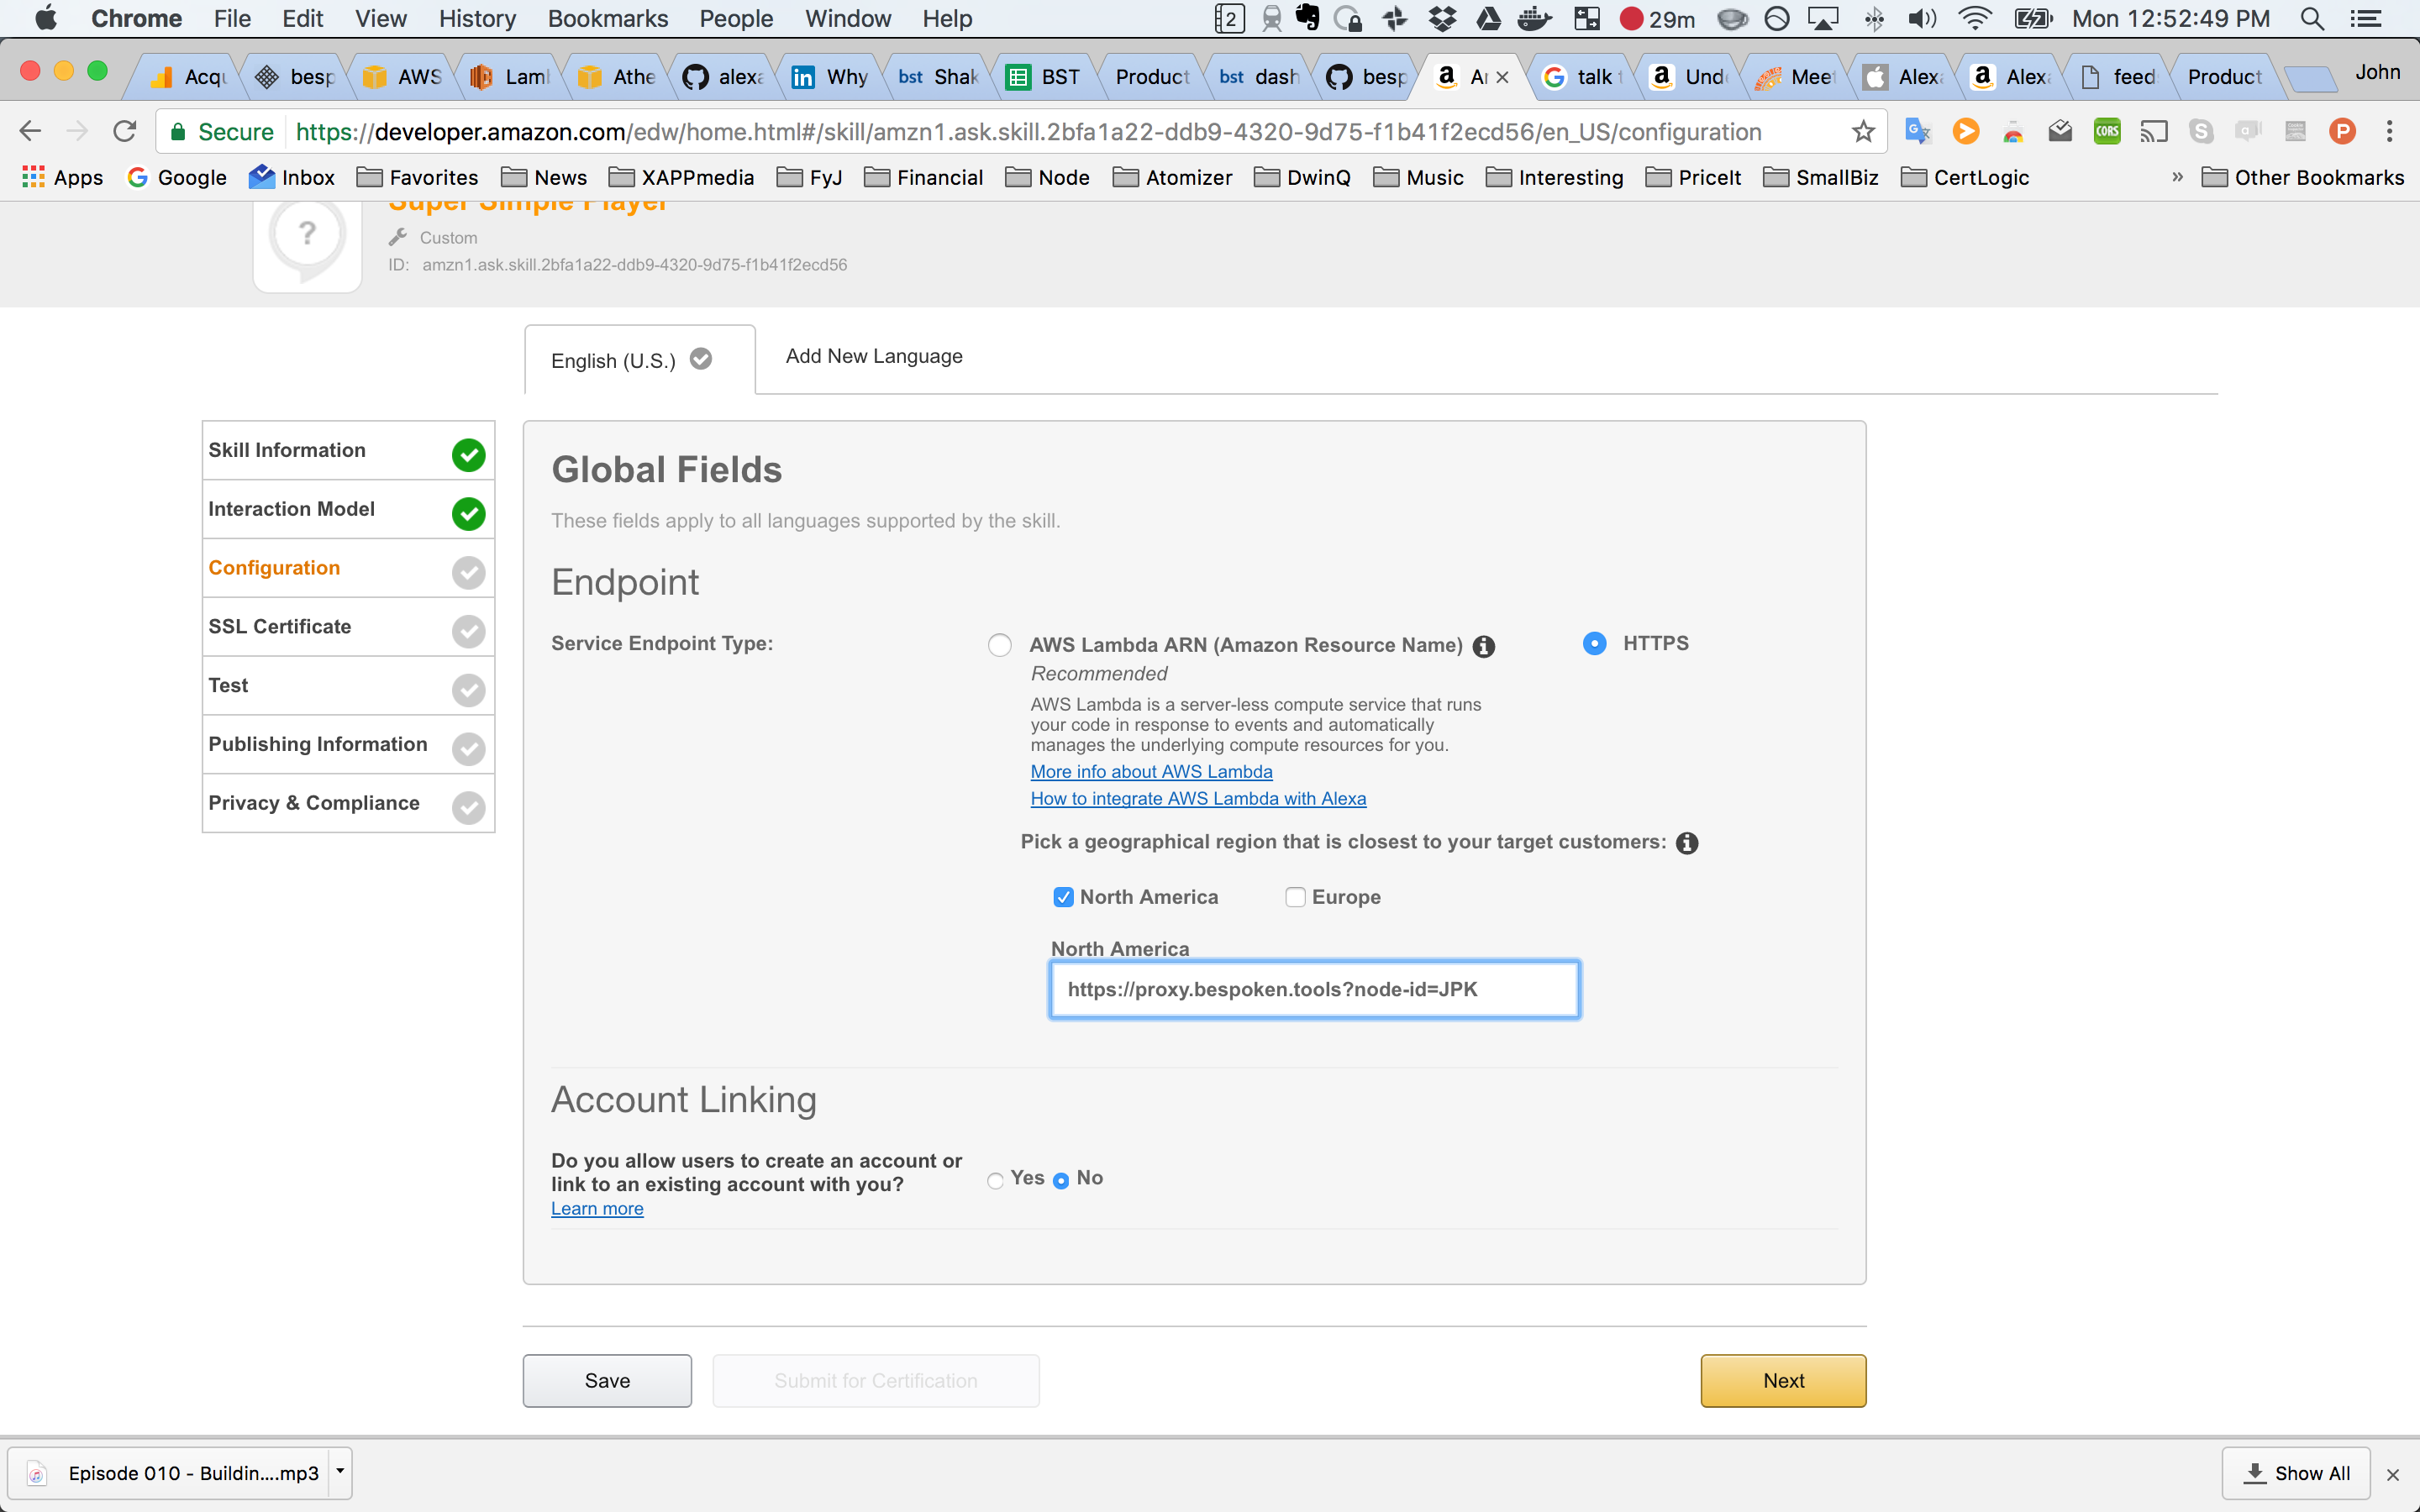 Chrome File Edit View History Bookmarks People Window Help 2 29m Mon 12:52:49 PM
Acqu besp AWS Lam Athe alexa in Why bst Shak BST Product bst dash besp a A talk t a Und Meet Alexa a Alexa feed Product John
Secure https://developer.amazon.com/edw/home.html#/skill/amzn1.ask.skill.2bfa1a22-ddb9-4320-9d75-f1b41f2ecd56/en_US/configuration CORS P
Apps Google Inbox Favorites News XAPPmedia FyJ Financial Node Atomizer DwinQ Music Interesting PriceIt SmallBiz CertLogic » Other Bookmarks
Super Simple Player
?
Custom
ID: amzn1.ask.skill.2bfa1a22-ddb9-4320-9d75-f1b41f2ecd56
English (U.S.) Add New Language
Skill Information
Interaction Model
Configuration
SSL Certificate
Test
Publishing Information
Privacy & Compliance
Global Fields
These fields apply to all languages supported by the skill.
Endpoint
Service Endpoint Type: AWS Lambda ARN (Amazon Resource Name) HTTPS
Recommended
AWS Lambda is a server-less compute service that runs
your code in response to events and automatically
manages the underlying compute resources for you.
More info about AWS Lambda
How to integrate AWS Lambda with Alexa
Pick a geographical region that is closest to your target customers:
North America Europe
North America
https://proxy.bespoken.tools?node-id=JPK
Account Linking
Do you allow users to create an account or
link to an existing account with you? Yes No
Learn more
Save Submit for Certification Next
Episode 010 - Buildin....mp3 Show All